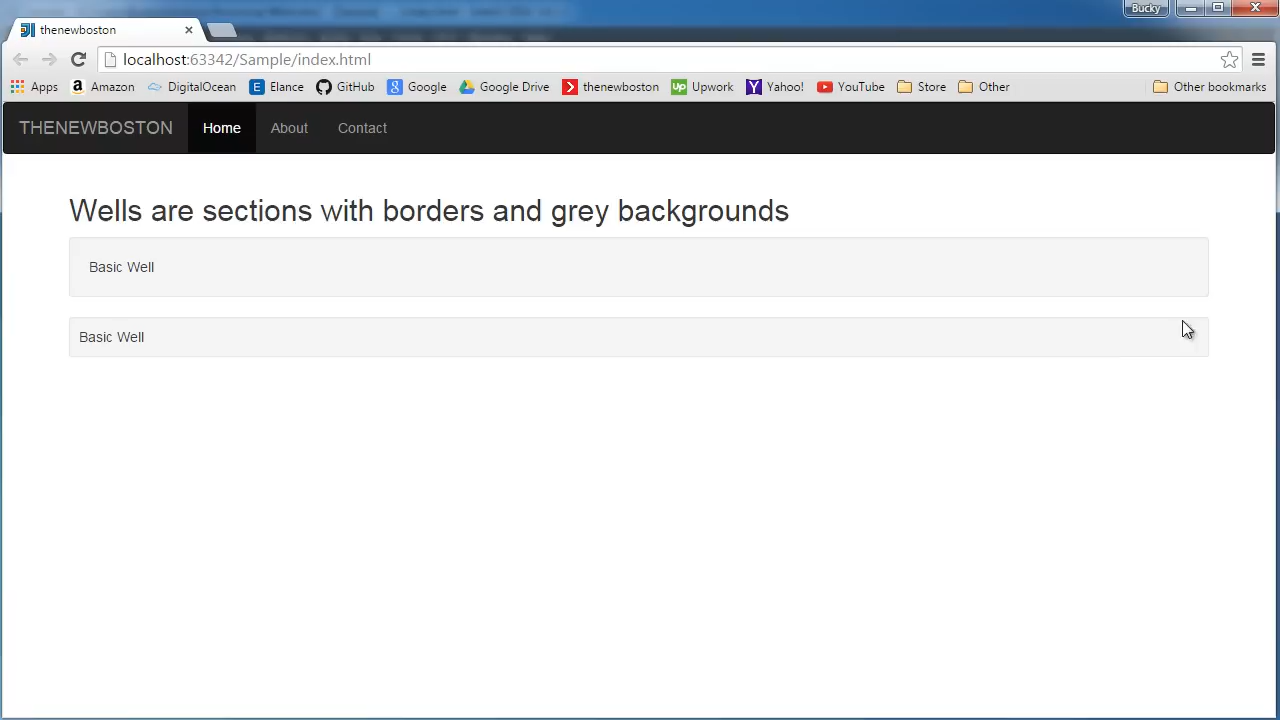 Bucky
thenewboston
localhost:63342/Sample/index.html
Apps Amazon DigitalOcean Elance GitHub Google Google Drive thenewboston Upwork Yahoo! YouTube Store Other Other bookmarks
THENEWBOSTON Home About Contact
Wells are sections with borders and grey backgrounds
Basic Well
Basic Well